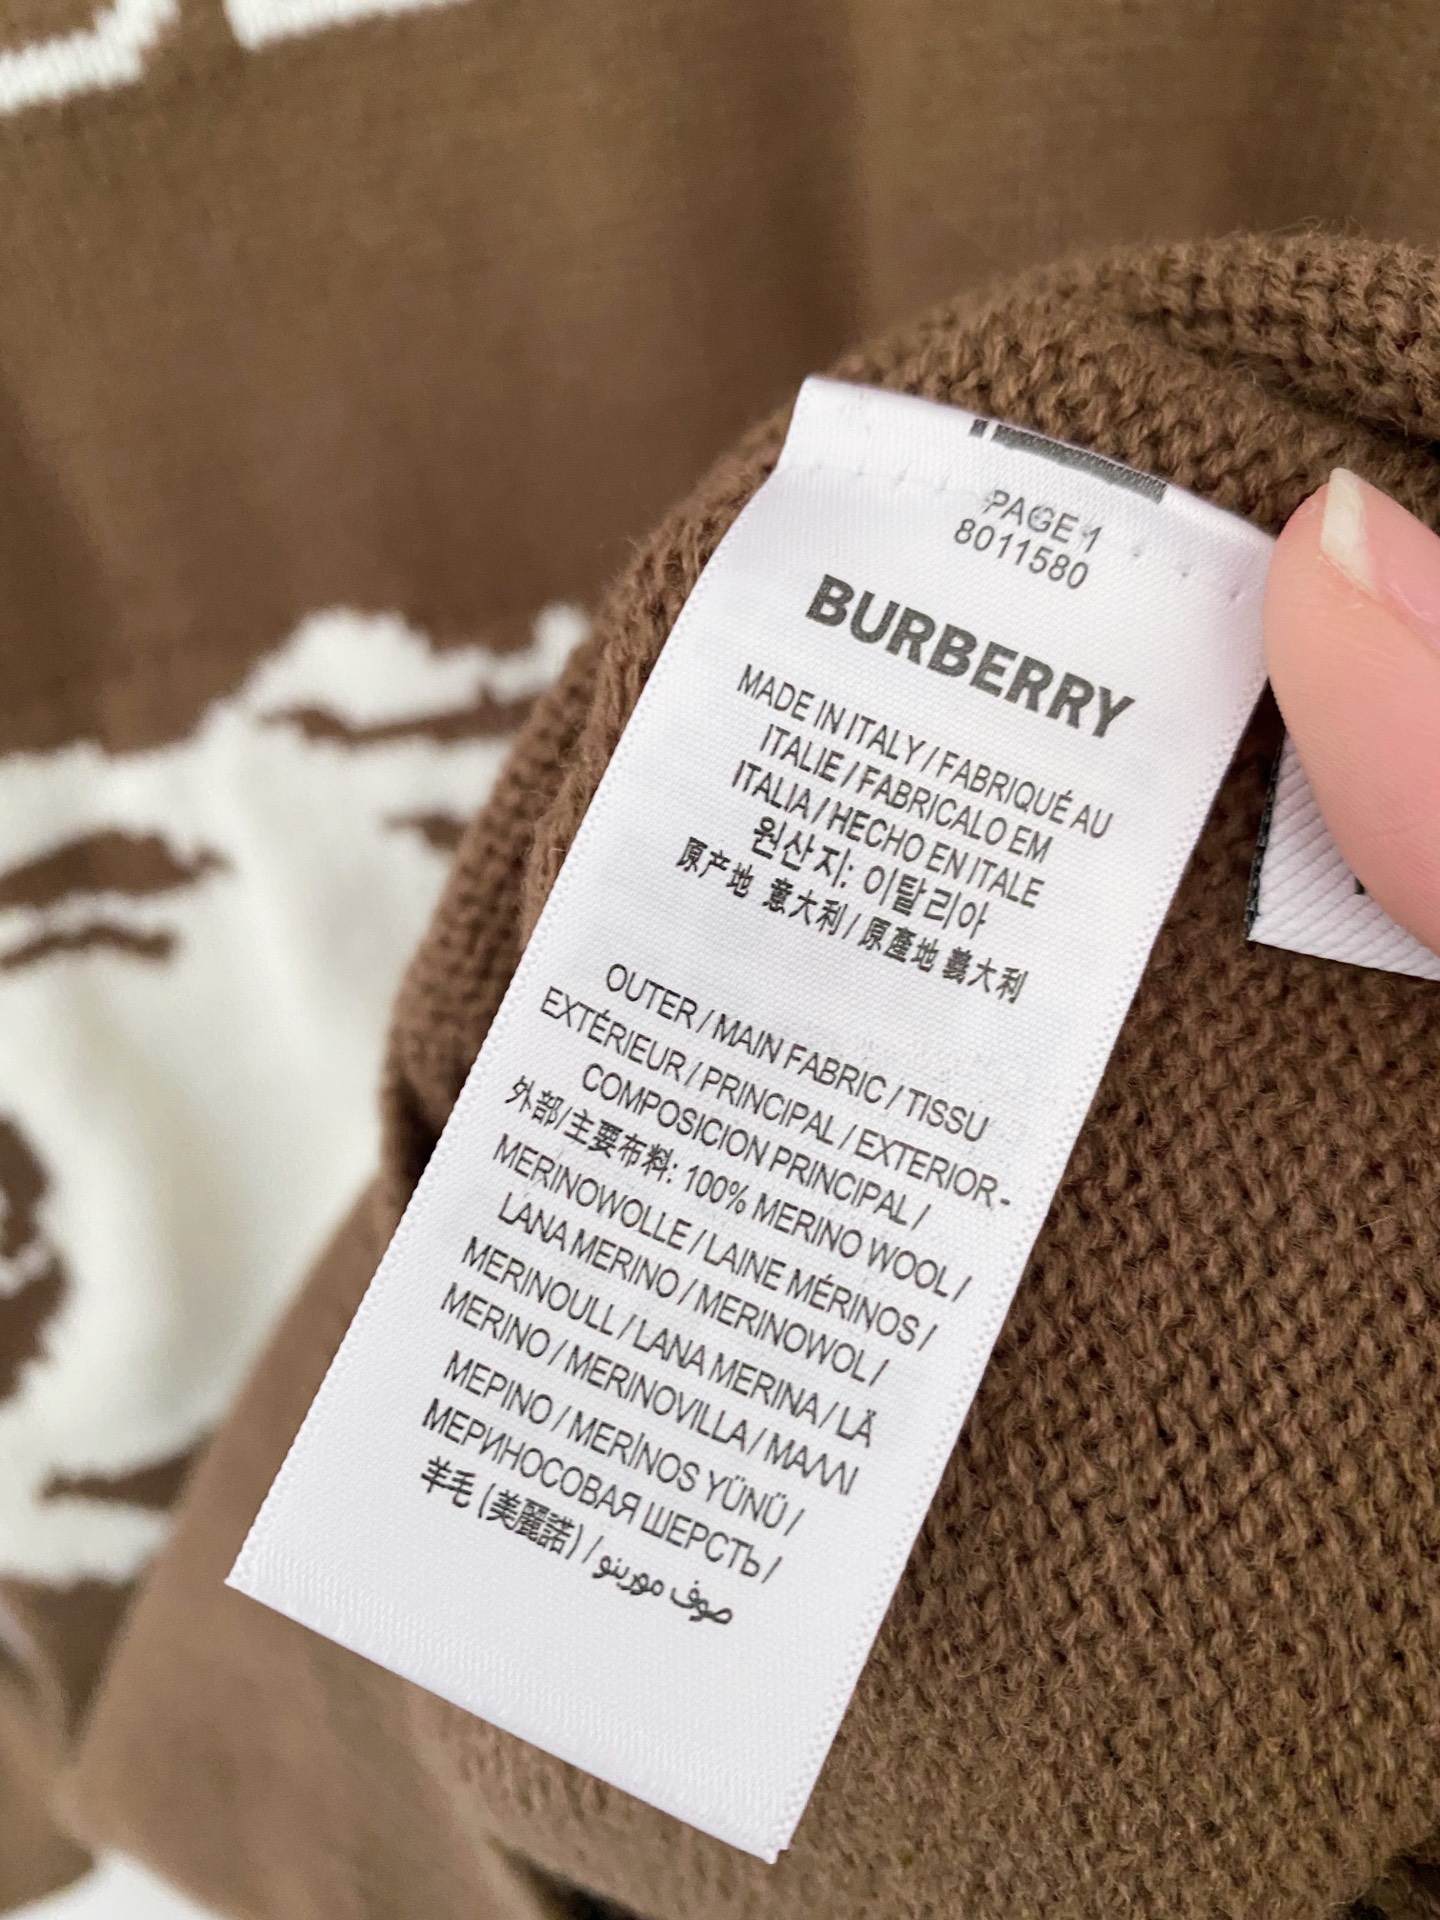 PAGE 1
8011580
BURBERRY
MADE IN ITALY / FABRIQUÉ AU
ITALIE / FABRICALO EM
ITALIA / HECHO EN ITALE
원산지: 이탈리아
原产地 意大利 / 原產地 義大利
OUTER / MAIN FABRIC / TISSU
EXTÉRIEUR / PRINCIPAL / EXTERIOR -
COMPOSICION PRINCIPAL /
外部/主要布料: 100% MERINO WOOL /
MERINOWOLLE / LAINE MÉRINOS /
LANA MERINO / MERINOWOL /
MERINOULL / LANA MERINA / LÃ
MERINO / MERINOVILLA / ΜΑΛΛΙ
ΜΕΡΙΝΟ / MERİNOS YÜNÜ /
МЕРИНОСОВАЯ ШЕРСТЬ /
羊毛 (美麗諾) / صوف مورينو